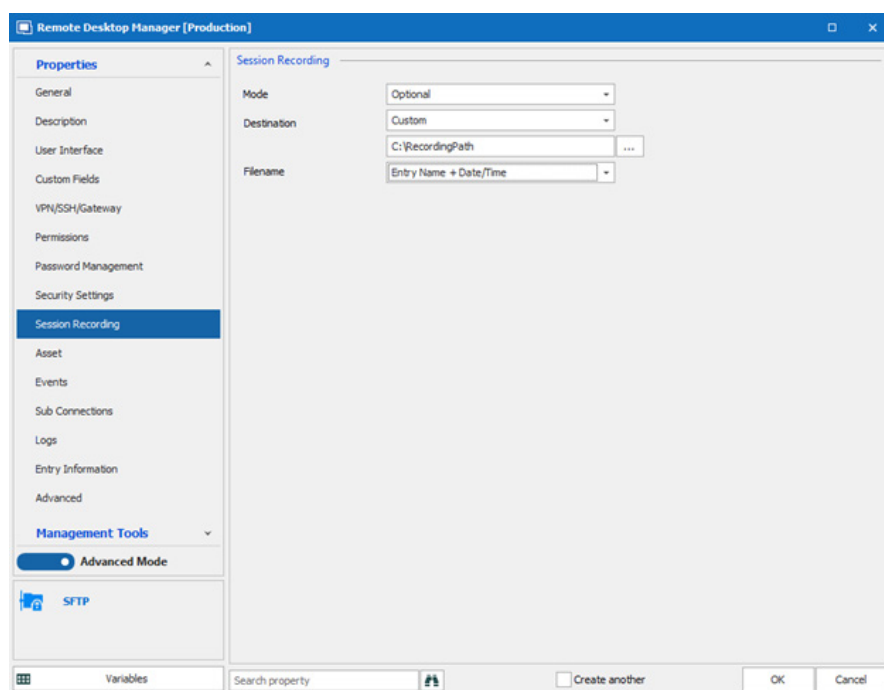 Remote Desktop Manager [Production]
Properties
General
Description
User Interface
Custom Fields
VPN/SSH/Gateway
Permissions
Password Management
Security Settings
Session Recording
Asset
Events
Sub Connections
Logs
Entry Information
Advanced
Management Tools
Advanced Mode
SFTP
Variables
Session Recording
Mode Optional
Destination Custom
C:\RecordingPath ...
Filename Entry Name + Date/Time
Search property
Create another
OK
Cancel